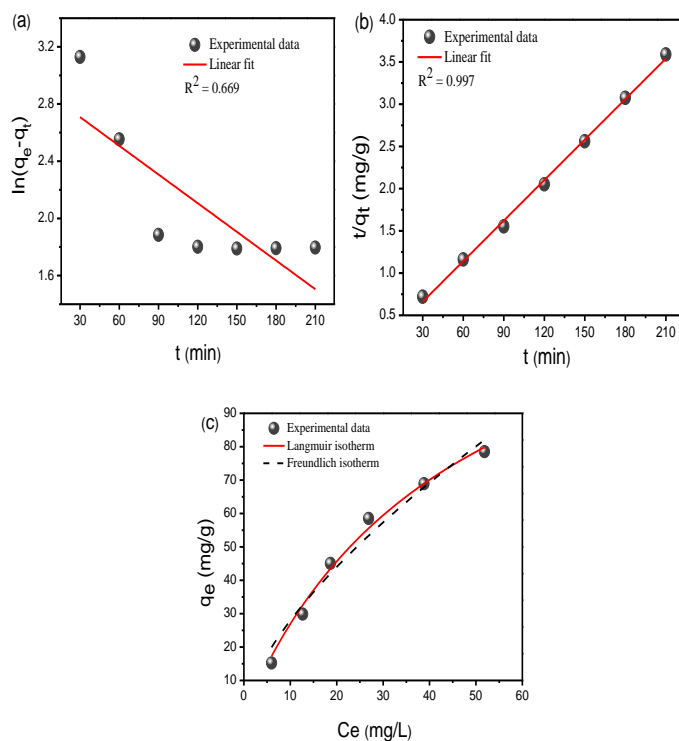 (a)
Experimental data
Linear fit
R² = 0.669
ln(qe-qt)
3.2
2.8
2.4
2.0
1.6
30 60 90 120 150 180 210
t (min)
(b)
Experimental data
Linear fit
R² = 0.997
t/qt (mg/g)
4.0
3.5
3.0
2.5
2.0
1.5
1.0
0.5
30 60 90 120 150 180 210
t (min)
(c)
Experimental data
Langmuir isotherm
Freundlich isotherm
qe (mg/g)
90
80
70
60
50
40
30
20
10
0 10 20 30 40 50 60
Ce (mg/L)